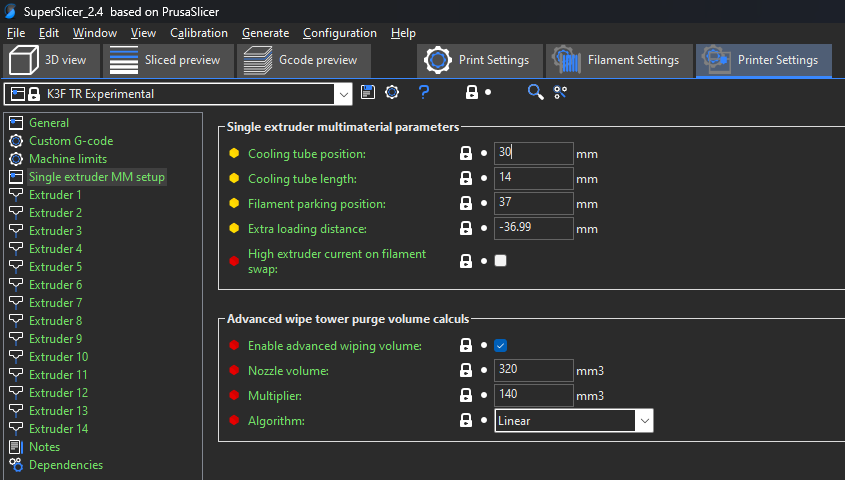 SuperSlicer_2.4 based on PrusaSlicer
File Edit Window View Calibration Generate Configuration Help
3D view Sliced preview Gcode preview Print Settings Filament Settings Printer Settings
K3F TR Experimental ?
General
Custom G-code
Machine limits
Single extruder MM setup
Extruder 1
Extruder 2
Extruder 3
Extruder 4
Extruder 5
Extruder 6
Extruder 7
Extruder 8
Extruder 9
Extruder 10
Extruder 11
Extruder 12
Extruder 13
Extruder 14
Notes
Dependencies
Single extruder multimaterial parameters
Cooling tube position: 30 mm
Cooling tube length: 14 mm
Filament parking position: 37 mm
Extra loading distance: -36.99 mm
High extruder current on filament
swap:
Advanced wipe tower purge volume calculs
Enable advanced wiping volume:
Nozzle volume: 320 mm3
Multiplier: 140 mm3
Algorithm: Linear